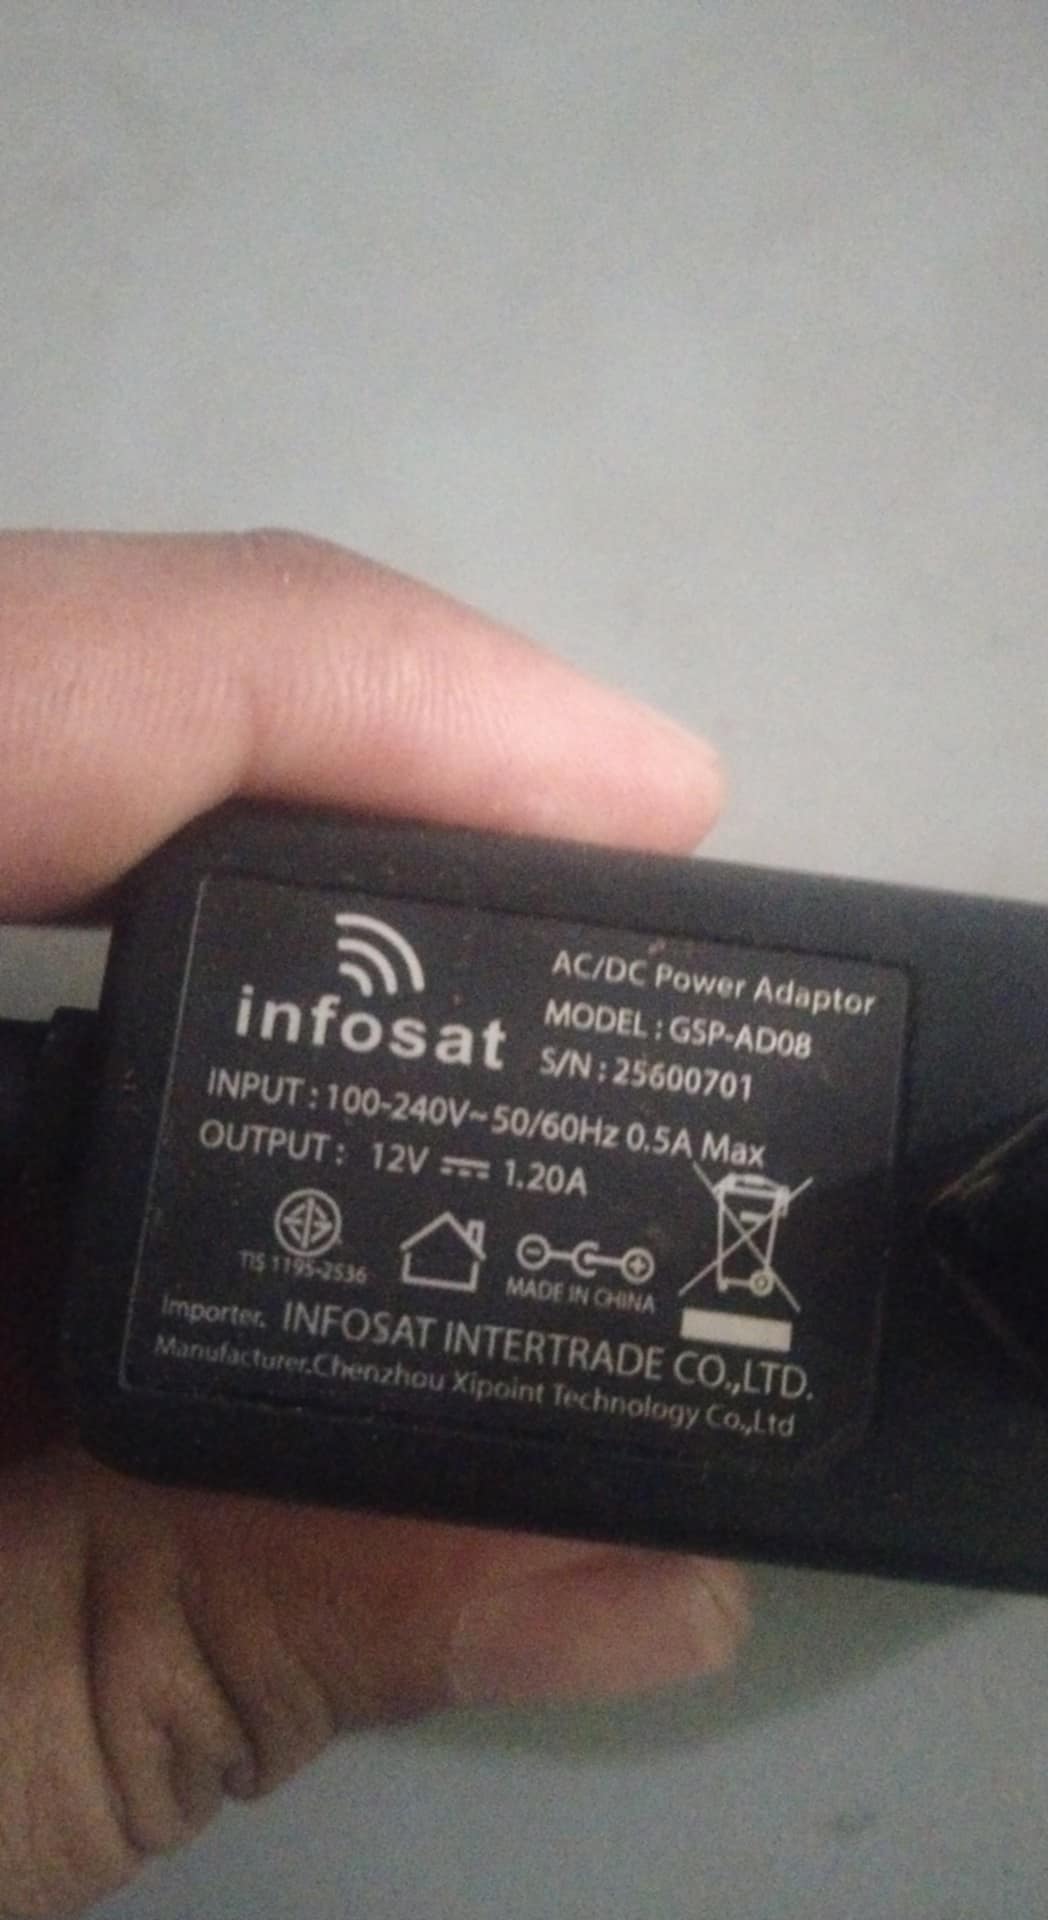 infosat
AC/DC Power Adaptor
MODEL : GSP-AD08
S/N : 25600701
INPUT : 100-240V~50/60Hz 0.5A Max
OUTPUT : 12V ⎓ 1.20A
TIS 1195-2536
MADE IN CHINA
Importer. INFOSAT INTERTRADE CO.,LTD.
Manufacturer.Chenzhou Xipoint Technology Co.,Ltd